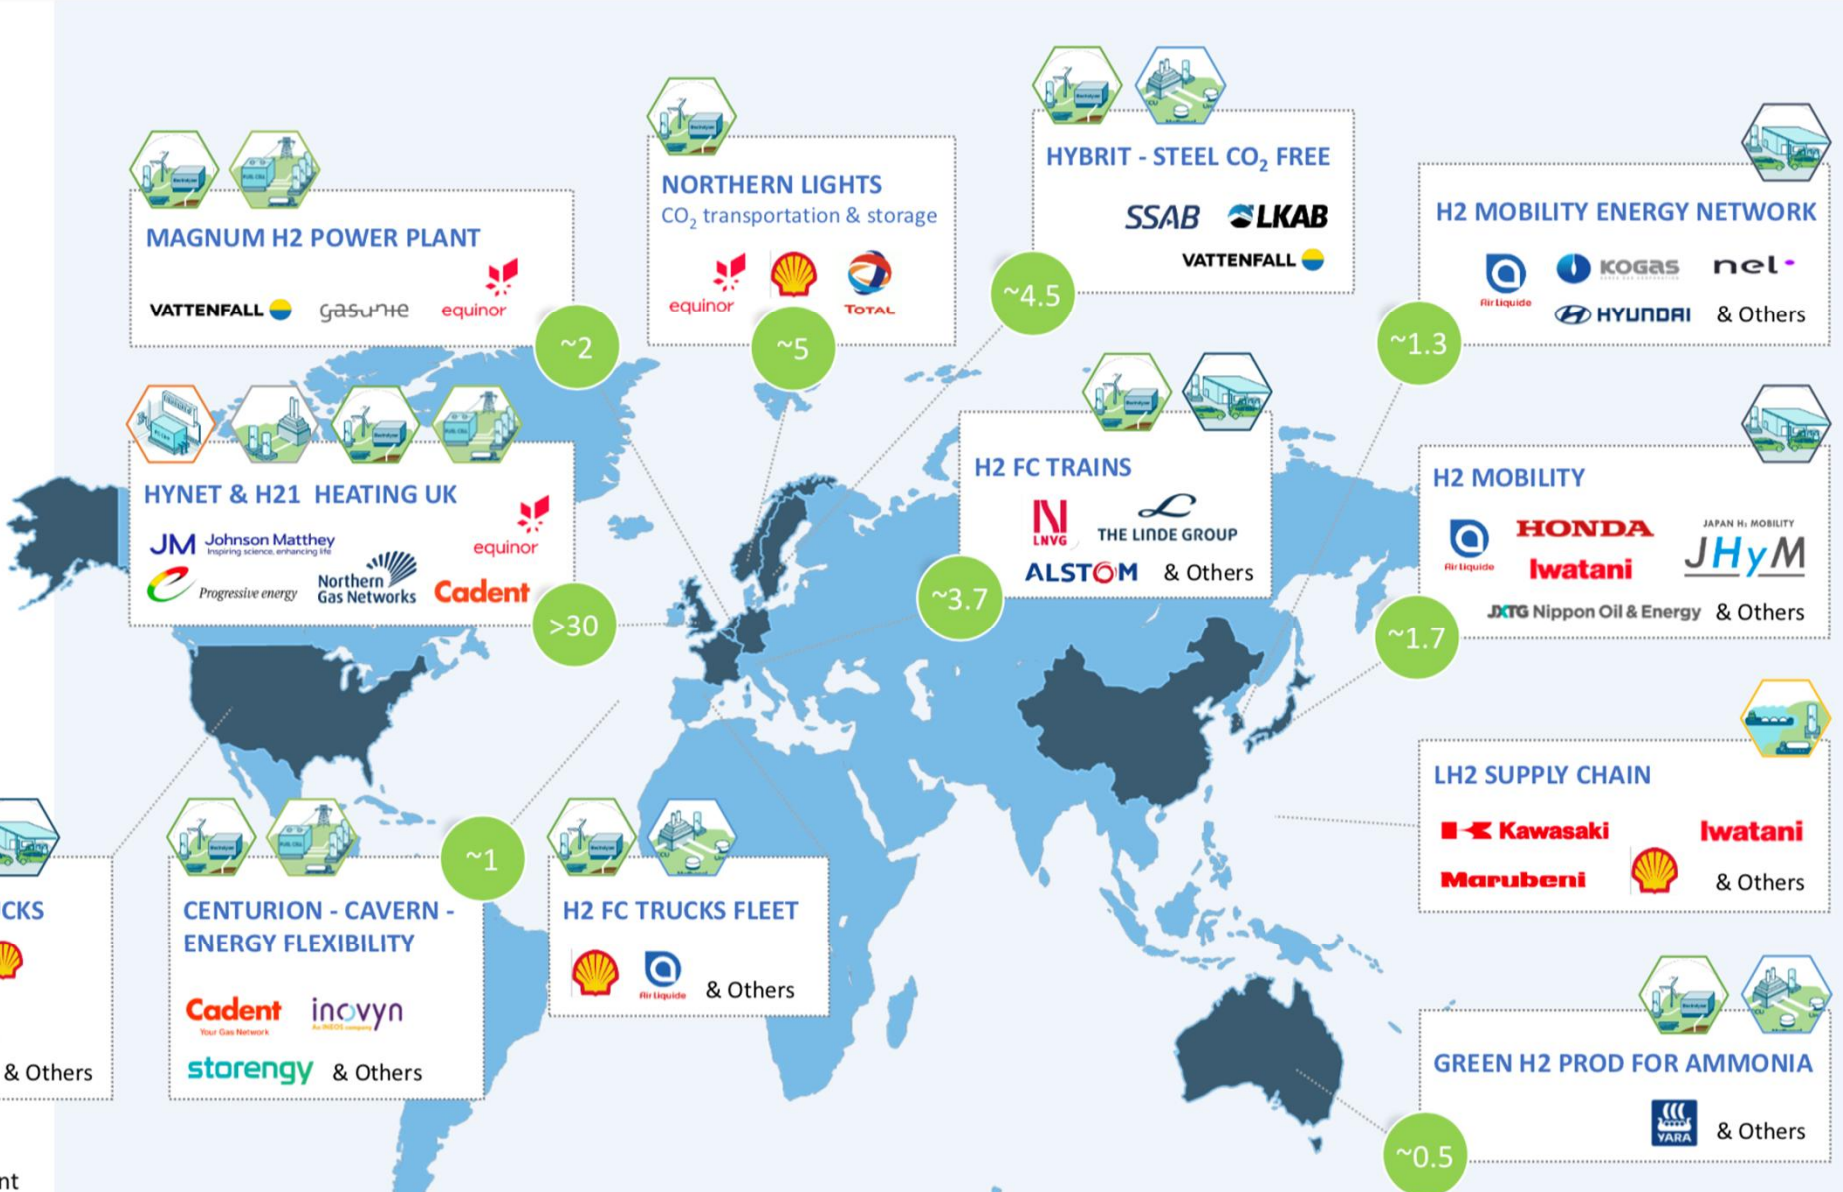 MAGNUM H2 POWER PLANT
VATTENFALL gasunie equinor
~2
NORTHERN LIGHTS
CO2 transportation & storage
equinor TOTAL
~5
HYBRIT - STEEL CO2 FREE
SSAB LKAB
VATTENFALL
~4.5
H2 MOBILITY ENERGY NETWORK
Air Liquide KOGAS nel
HYUNDAI & Others
~1.3
HYNET & H21 HEATING UK
JM Johnson Matthey
Inspiring science, enhancing life
equinor
Progressive energy
Northern
Gas Networks
Cadent
>30
H2 FC TRAINS
LNVG THE LINDE GROUP
ALSTOM & Others
~3.7
H2 MOBILITY
Air Liquide HONDA
Iwatani
JAPAN H2 MOBILITY
JHyM
JXTG Nippon Oil & Energy & Others
~1.7
LH2 SUPPLY CHAIN
Kawasaki Iwatani
Marubeni & Others
CKS
& Others
nt
CENTURION - CAVERN -
ENERGY FLEXIBILITY
Cadent
Your Gas Network
inovyn
An INEOS company
storengy & Others
~1
H2 FC TRUCKS FLEET
Air Liquide & Others
GREEN H2 PROD FOR AMMONIA
YARA & Others
~0.5